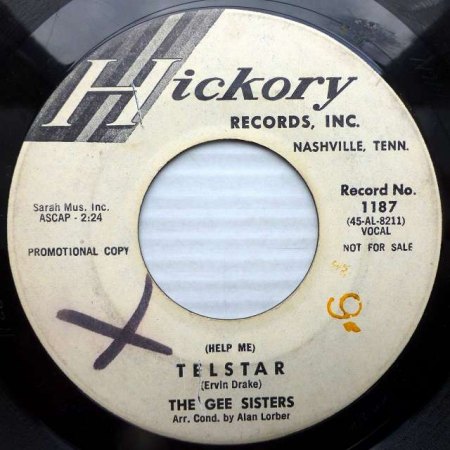 Hickory
RECORDS, INC.
NASHVILLE, TENN.
Sarah Mus. Inc.
ASCAP - 2:24
PROMOTIONAL COPY
Record No.
1187
(45-AL-8211)
VOCAL
NOT FOR SALE
(HELP ME)
TELSTAR
(Ervin Drake)
THE GEE SISTERS
Arr. Cond. by Alan Lorber